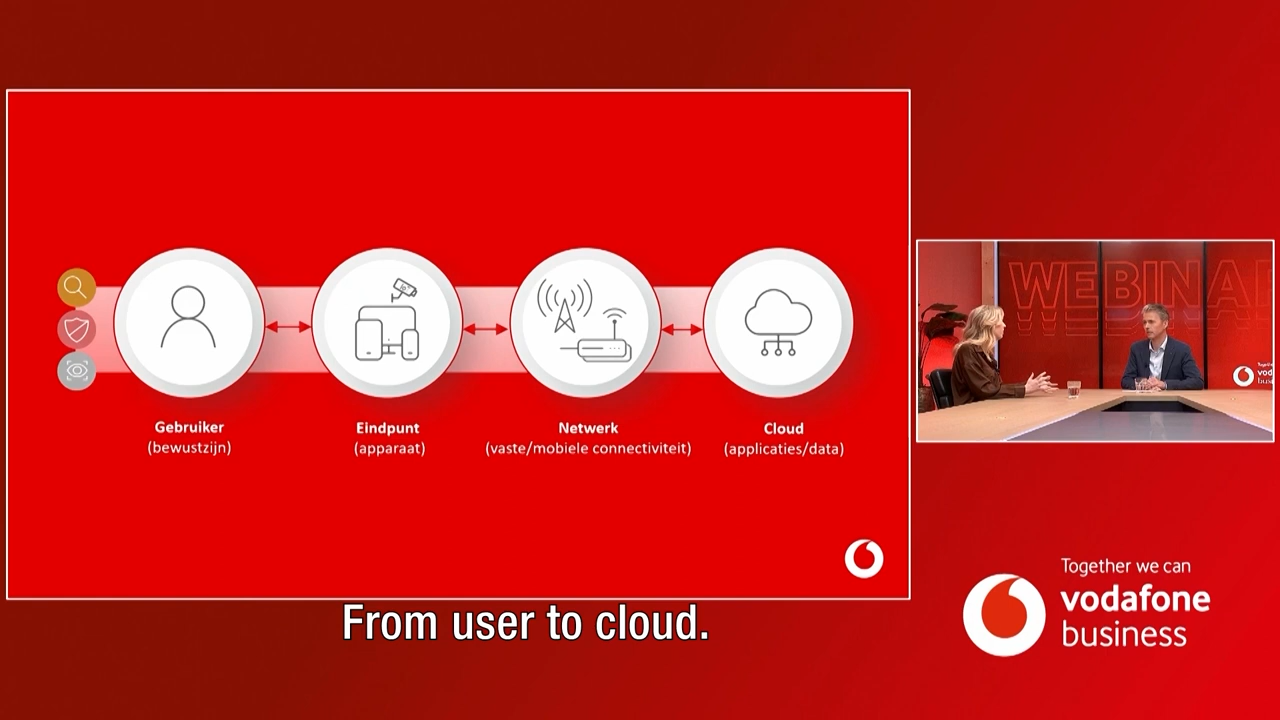 Gebruiker
(bewustzijn)
Eindpunt
(apparaat)
Netwerk
(vaste/mobiele connectiviteit)
Cloud
(applicaties/data)
WEBINAR
From user to cloud.
Together we can
vodafone
business